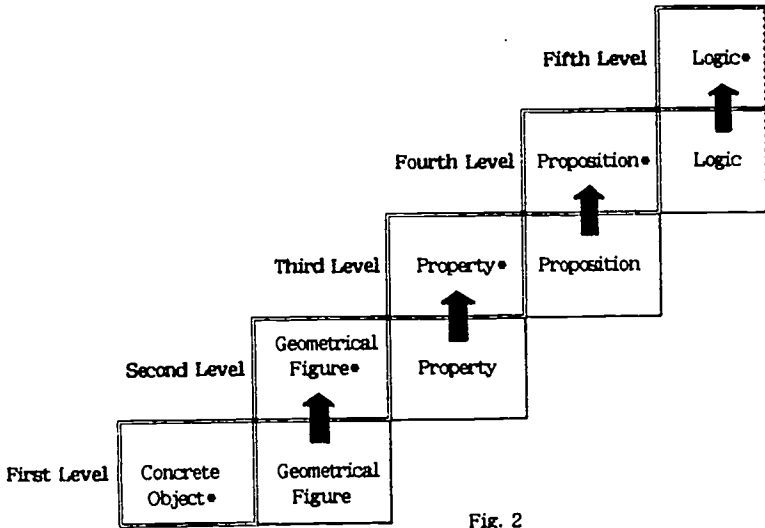 Fifth Level Logic*
Fourth Level Proposition* Logic
Third Level Property* Proposition
Second Level Geometrical Figure* Property
First Level Concrete Object* Geometrical Figure
Fig. 2